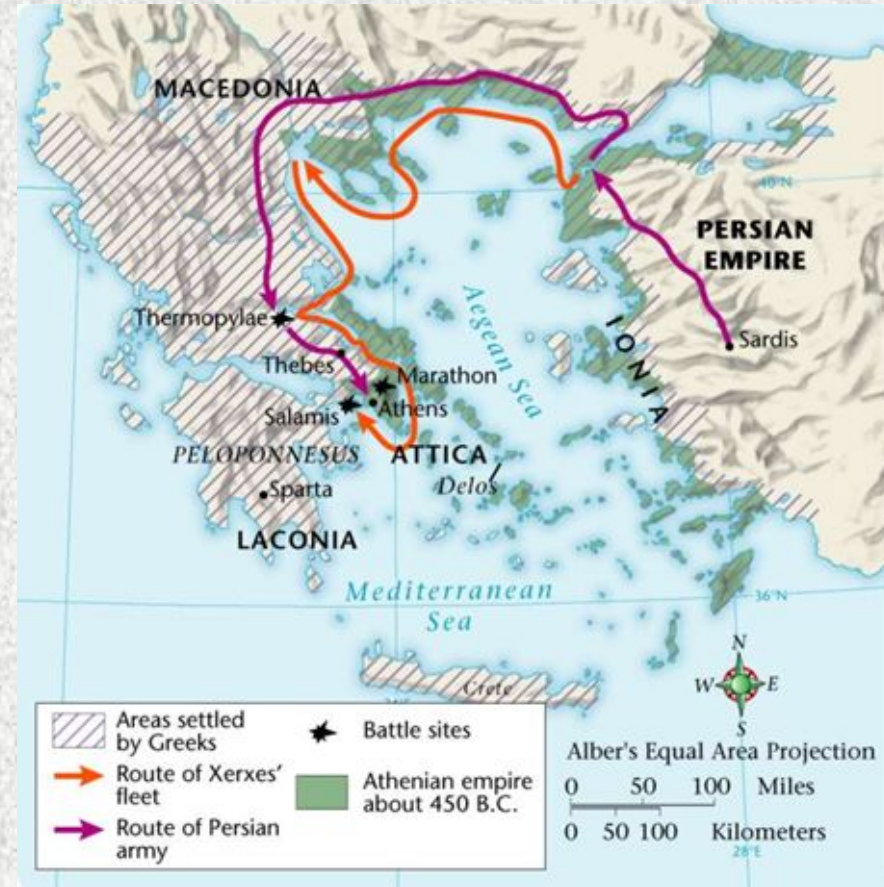 MACEDONIA
40°N
PERSIAN
EMPIRE
Aegean Sea
IONIA
Sardis
Thermopylae
Thebes
Marathon
Athens
Salamis
PELOPONNESUS
ATTICA
Delos
Sparta
LACONIA
Mediterranean
Sea
36°N
Crete
N
W
E
S
Areas settled
by Greeks
Battle sites
Route of Xerxes'
fleet
Athenian empire
about 450 B.C.
Route of Persian
army
Alber's Equal Area Projection
0 50 100 Miles
0 50 100 Kilometers
28°E